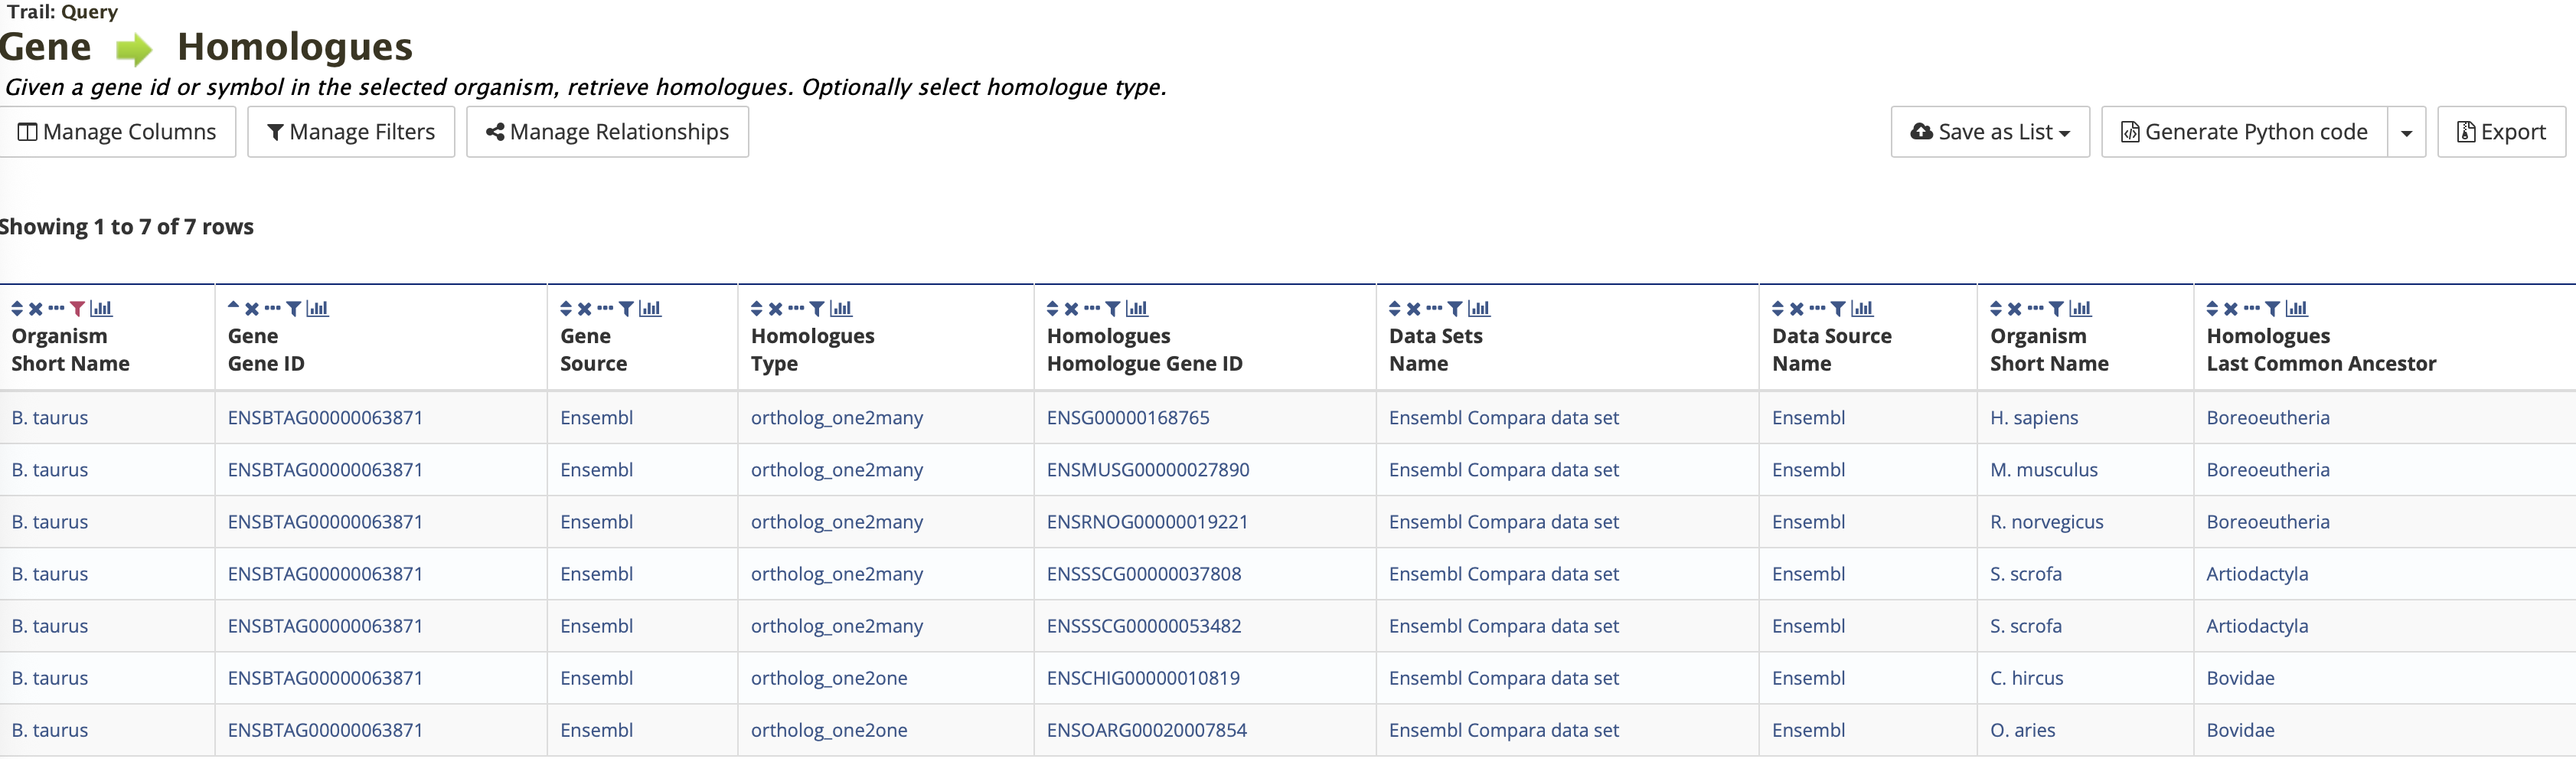 Trail: Query
Gene Homologues
Given a gene id or symbol in the selected organism, retrieve homologues. Optionally select homologue type.
Manage Columns Manage Filters Manage Relationships Save as List Generate Python code Export
Showing 1 to 7 of 7 rows
Organism Gene Gene Homologues Homologues Data Sets Data Source Organism Homologues
Short Name Gene ID Source Type Homologue Gene ID Name Name Short Name Last Common Ancestor
B. taurus ENSBTAG00000063871 Ensembl ortholog_one2many ENSG00000168765 Ensembl Compara data set Ensembl H. sapiens Boreoeutheria
B. taurus ENSBTAG00000063871 Ensembl ortholog_one2many ENSMUSG00000027890 Ensembl Compara data set Ensembl M. musculus Boreoeutheria
B. taurus ENSBTAG00000063871 Ensembl ortholog_one2many ENSRNOG00000019221 Ensembl Compara data set Ensembl R. norvegicus Boreoeutheria
B. taurus ENSBTAG00000063871 Ensembl ortholog_one2many ENSSSCG00000037808 Ensembl Compara data set Ensembl S. scrofa Artiodactyla
B. taurus ENSBTAG00000063871 Ensembl ortholog_one2many ENSSSCG00000053482 Ensembl Compara data set Ensembl S. scrofa Artiodactyla
B. taurus ENSBTAG00000063871 Ensembl ortholog_one2one ENSCHIG00000010819 Ensembl Compara data set Ensembl C. hircus Bovidae
B. taurus ENSBTAG00000063871 Ensembl ortholog_one2one ENSOARG00020007854 Ensembl Compara data set Ensembl O. aries Bovidae